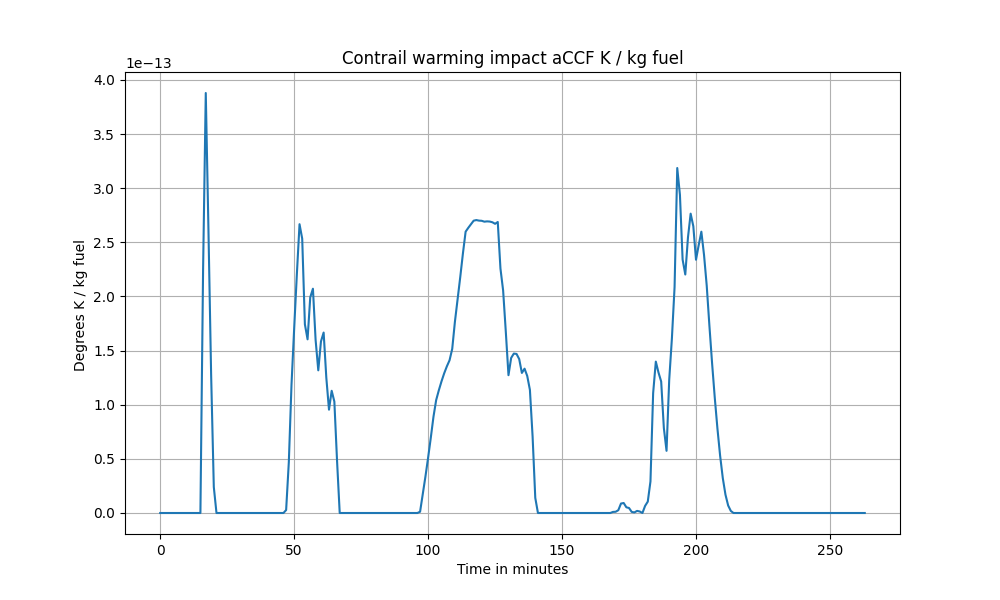 Contrail warming impact aCCF K / kg fuel
1e−13
4.0
3.5
3.0
2.5
2.0
1.5
1.0
0.5
0.0
Degrees K / kg fuel
0 50 100 150 200 250
Time in minutes